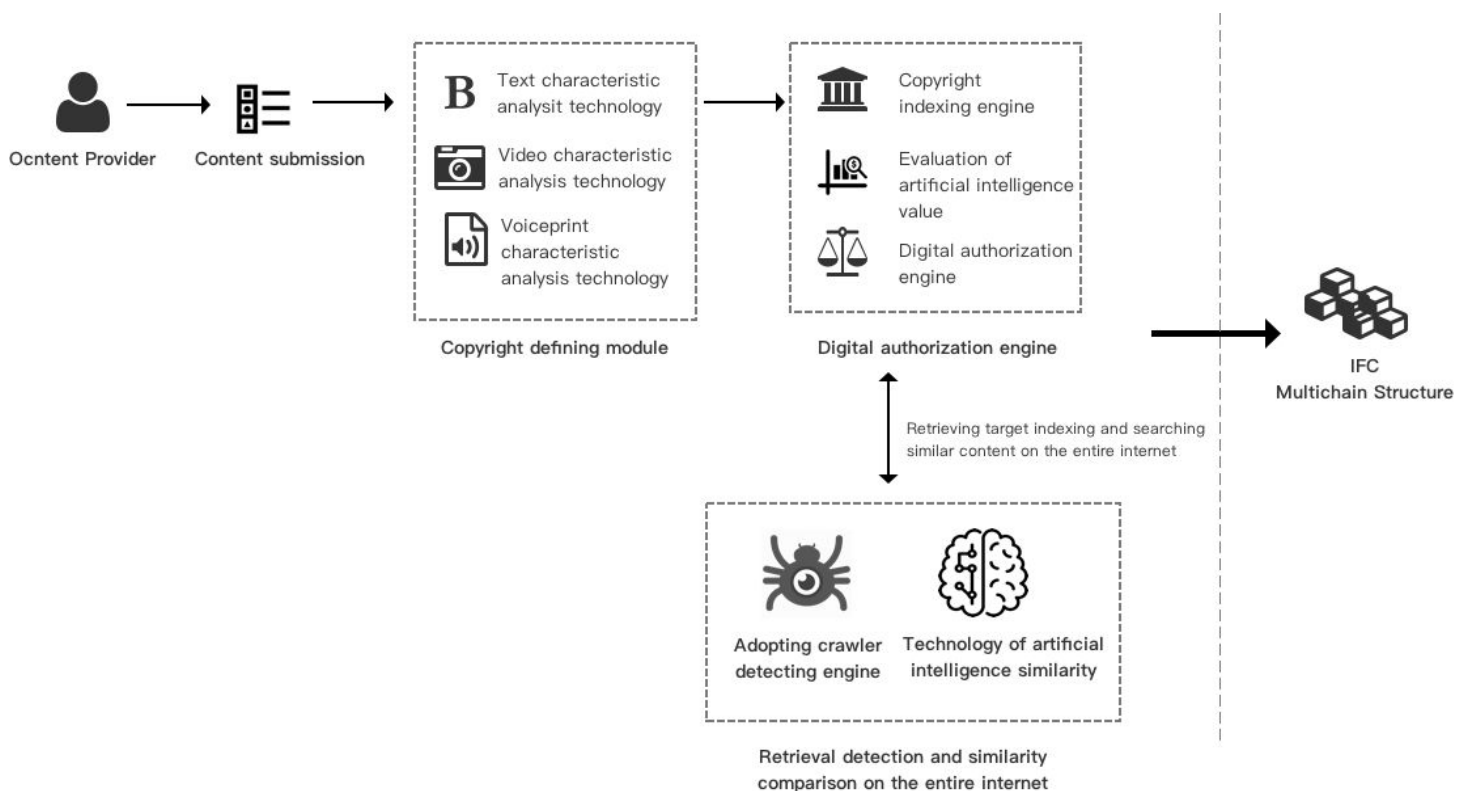 Ocntent Provider
Content submission
B
Text characteristic
analysit technology
Video characteristic
analysis technology
Voiceprint
characteristic
analysis technology
Copyright defining module
Copyright
indexing engine
Evaluation of
artificial intelligence
value
Digital authorization
engine
Digital authorization engine
IFC
Multichain Structure
Retrieving target indexing and searching
similar content on the entire internet
Adopting crawler
detecting engine
Technology of artificial
intelligence similarity
Retrieval detection and similarity
comparison on the entire internet